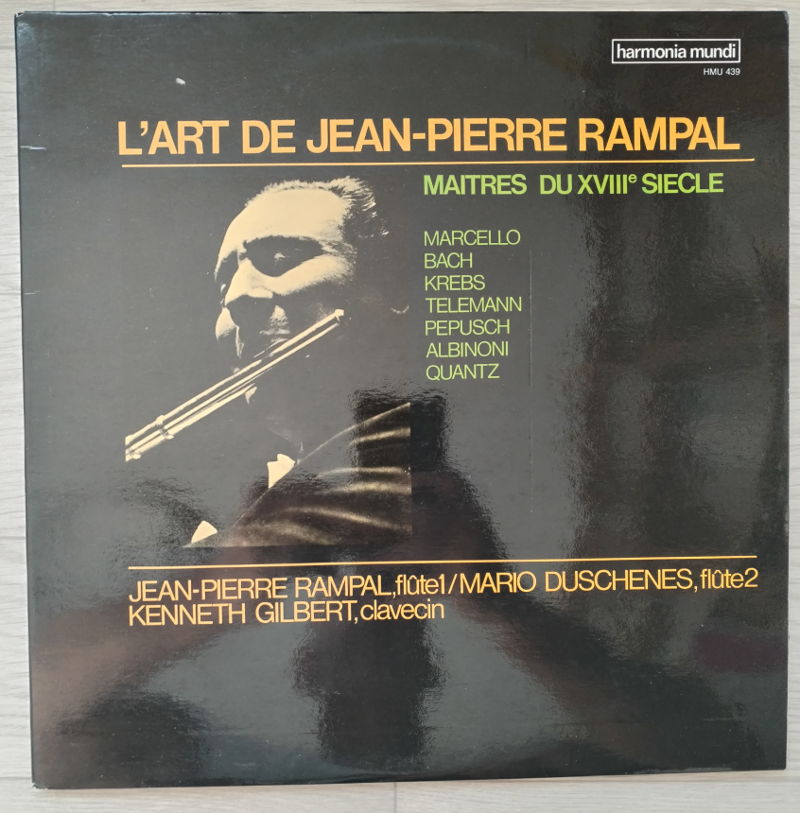 harmonia mundi
HMU 439
L'ART DE JEAN-PIERRE RAMPAL
MAITRES DU XVIIIe SIECLE
MARCELLO
BACH
KREBS
TELEMANN
PEPUSCH
ALBINONI
QUANTZ
JEAN-PIERRE RAMPAL,flûte1/MARIO DUSCHENES,flûte2
KENNETH GILBERT,clavecin